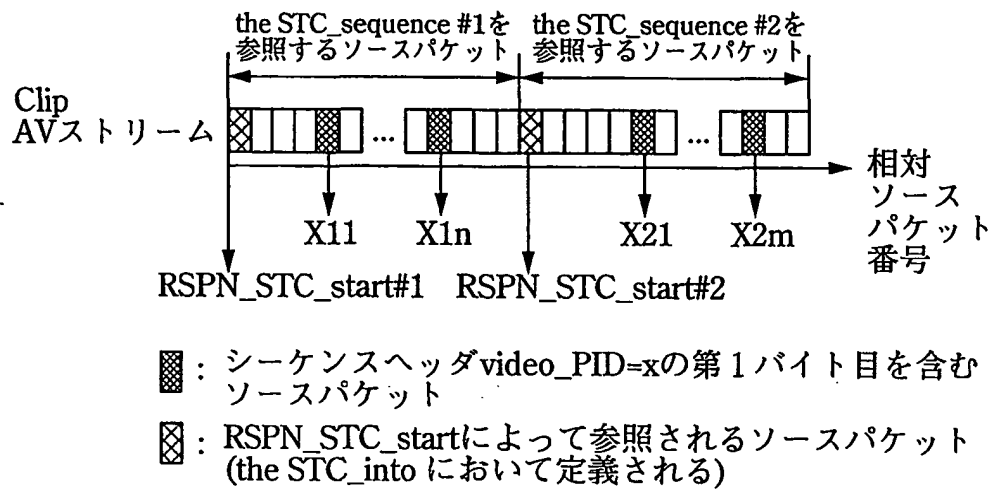 the STC_sequence #1を
参照するソースパケット
the STC_sequence #2を
参照するソースパケット
Clip
AVストリーム
...
...
相対
ソース
パケット
番号
X11
X1n
X21
X2m
RSPN_STC_start#1
RSPN_STC_start#2
: シーケンスヘッダvideo_PID=xの第1バイト目を含む
ソースパケット
: RSPN_STC_startによって参照されるソースパケット
(the STC_into において定義される)